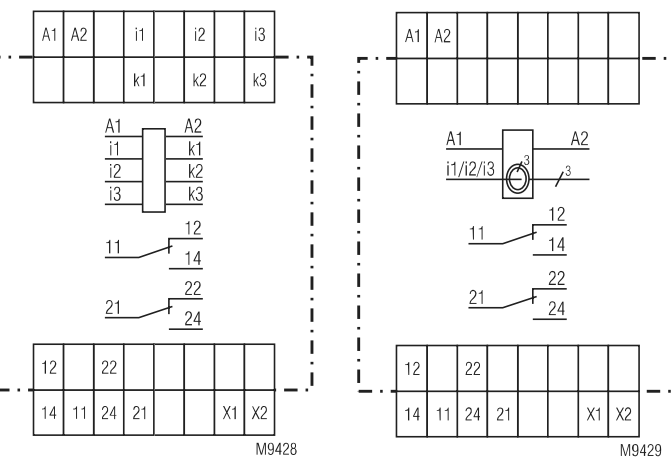 A1 A2 i1 i2 i3
k1 k2 k3
A1 A2
i1 k1
i2 k2
i3 k3
12
11
14
22
21
24
12 22
14 11 24 21 X1 X2
M9428
A1 A2
A1 A2
3
i1/i2/i3 3
12
11
14
22
21
24
12 22
14 11 24 21 X1 X2
M9429